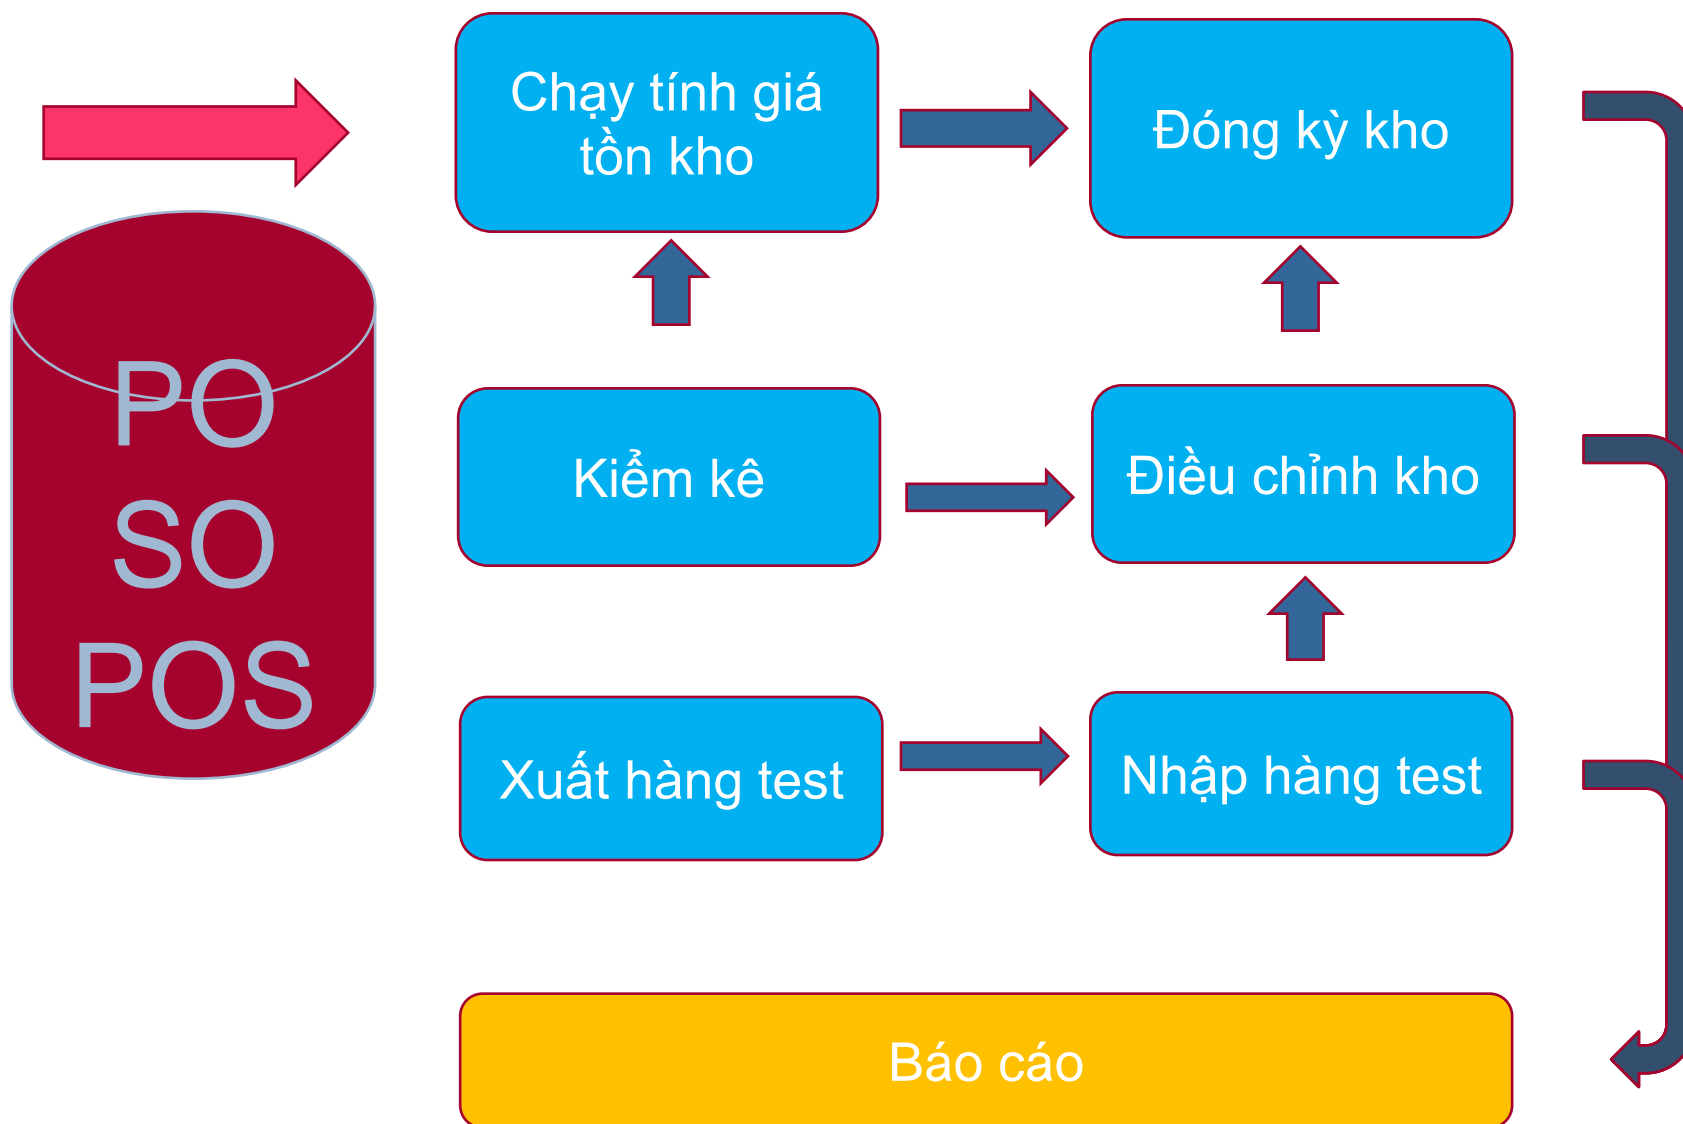 Chạy tính giá
tồn kho
Đóng kỳ kho
PO
SO
POS
Kiểm kê
Điều chỉnh kho
Xuất hàng test
Nhập hàng test
Báo cáo